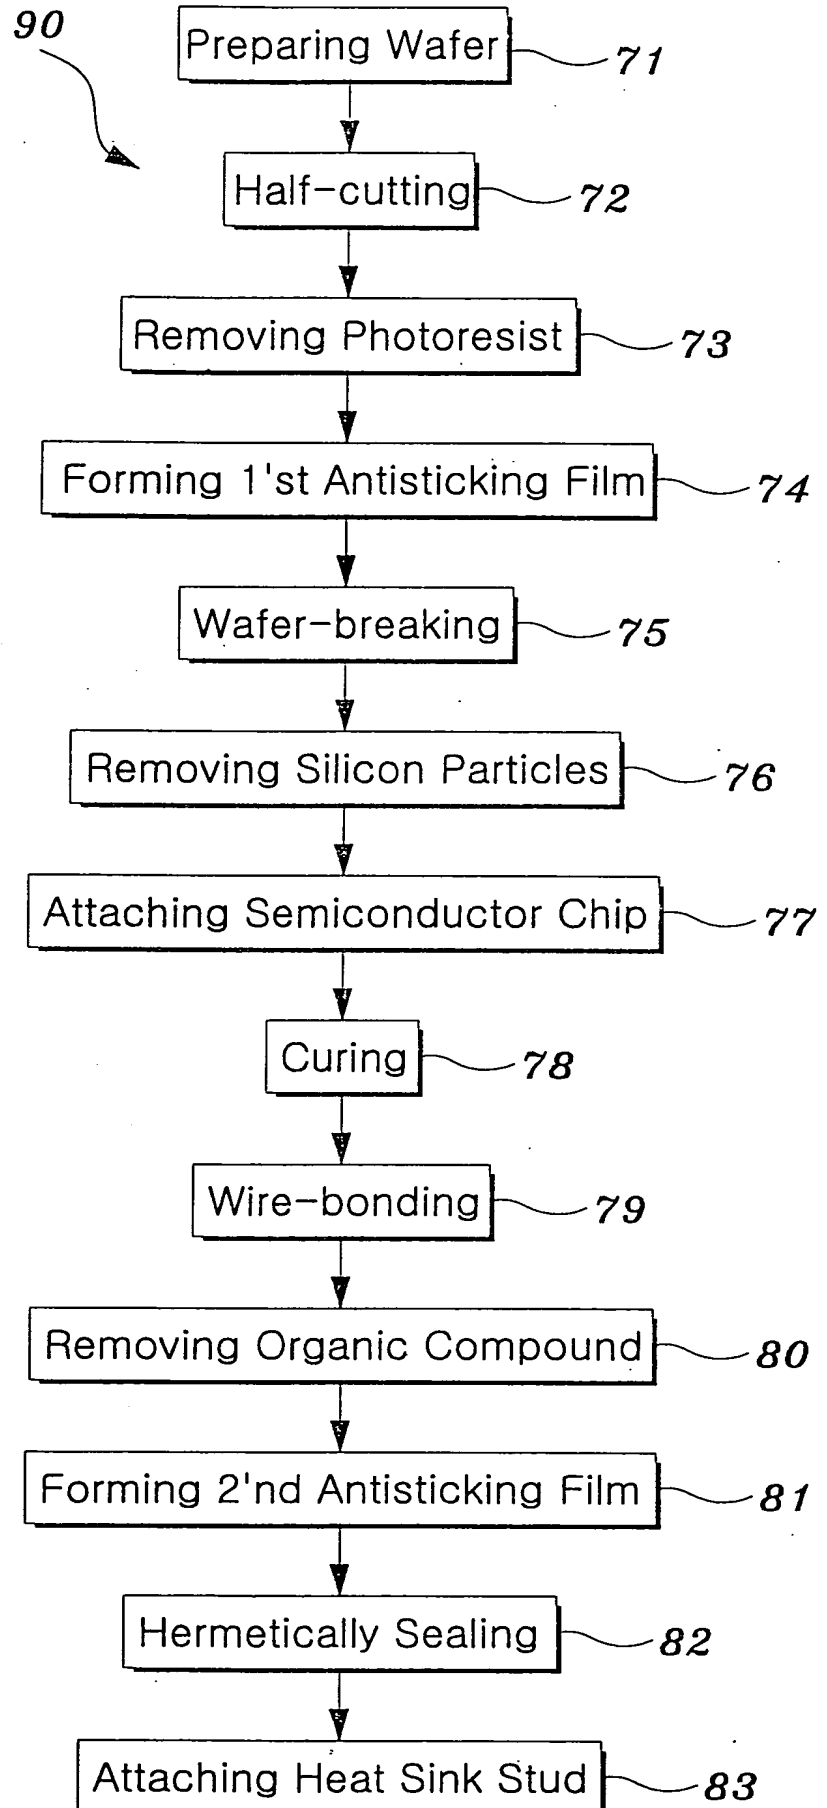 90
Preparing Wafer 71
Half-cutting 72
Removing Photoresist 73
Forming 1'st Antisticking Film 74
Wafer-breaking 75
Removing Silicon Particles 76
Attaching Semiconductor Chip 77
Curing 78
Wire-bonding 79
Removing Organic Compound 80
Forming 2'nd Antisticking Film 81
Hermetically Sealing 82
Attaching Heat Sink Stud 83